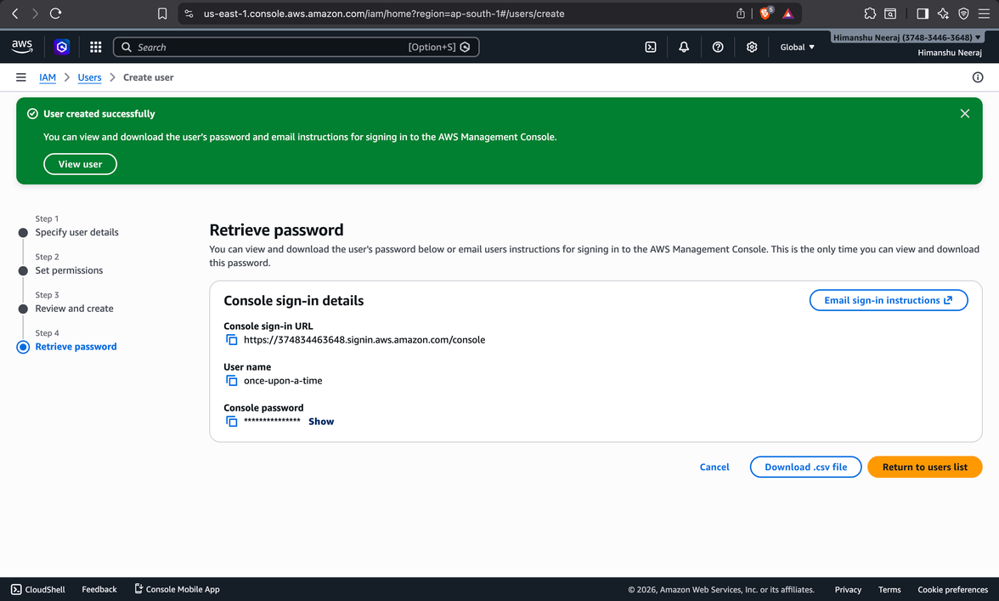 us-east-1.console.aws.amazon.com/iam/home?region=ap-south-1#/users/create
6
aws
Search
[Option+S]
Global
Himanshu Neeraj (3748-3446-3648)
Himanshu Neeraj
IAM
Users
Create user
User created successfully
You can view and download the user's password and email instructions for signing in to the AWS Management Console.
View user
Step 1
Specify user details
Step 2
Set permissions
Step 3
Review and create
Step 4
Retrieve password
Retrieve password
You can view and download the user's password below or email users instructions for signing in to the AWS Management Console. This is the only time you can view and download
this password.
Console sign-in details
Email sign-in instructions
Console sign-in URL
https://374834463648.signin.aws.amazon.com/console
User name
once-upon-a-time
Console password
*************** Show
Cancel
Download .csv file
Return to users list
CloudShell
Feedback
Console Mobile App
© 2026, Amazon Web Services, Inc. or its affiliates.
Privacy
Terms
Cookie preferences